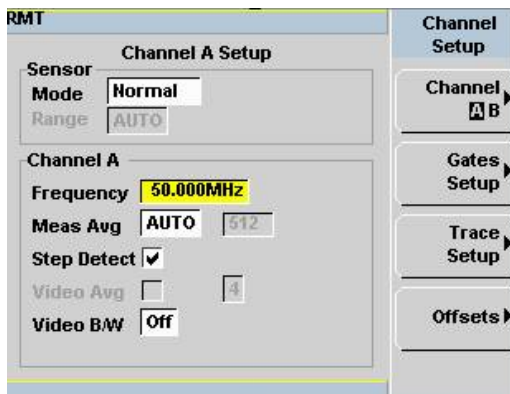 RMT
Channel A Setup
Sensor
Mode Normal
Range AUTO
Channel A
Frequency 50.000MHz
Meas Avg AUTO 512
Step Detect
Video Avg 4
Video B/W Off
Channel
Setup
Channel
A B
Gates
Setup
Trace
Setup
Offsets